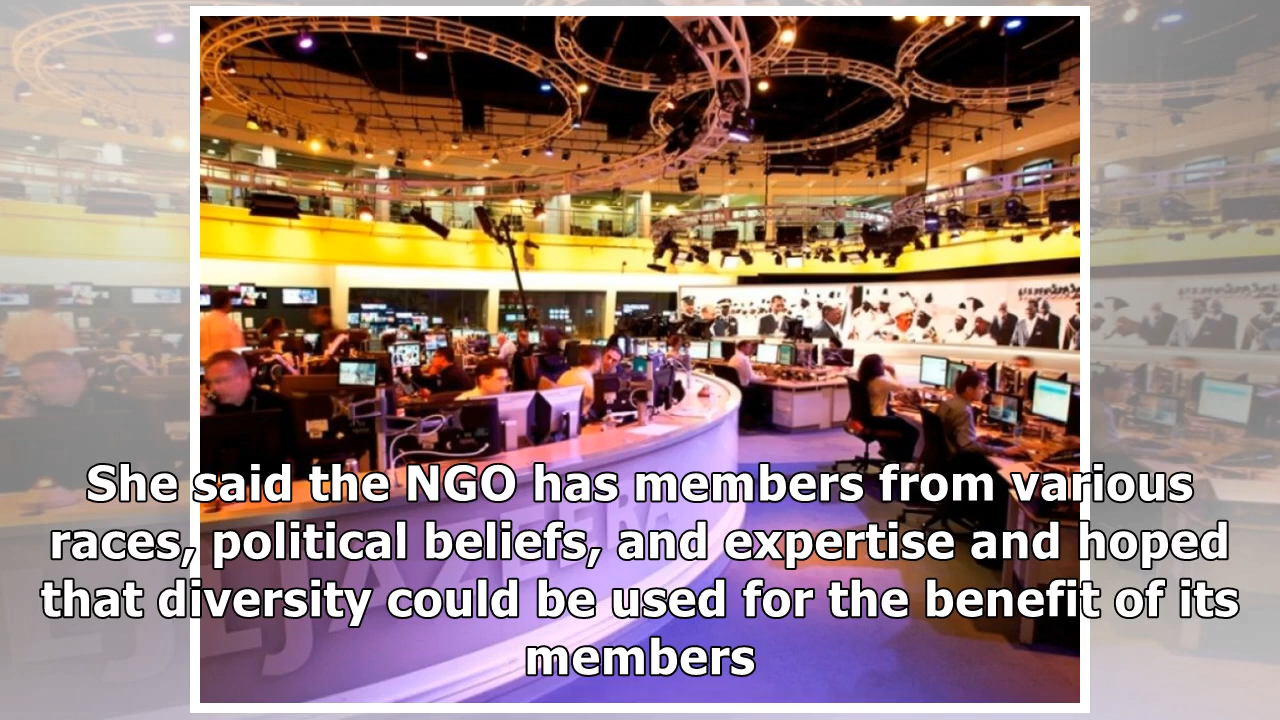 She said the NGO has members from various
races, political beliefs, and expertise and hoped
that diversity could be used for the benefit of its
members
ALJAZEERA